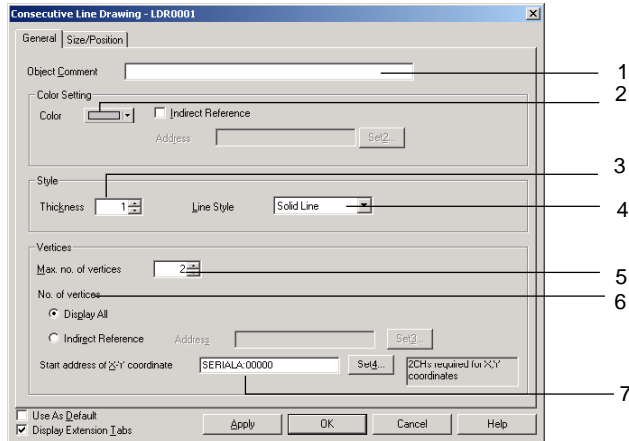 Consecutive Line Drawing - LDR0001
General Size/Position
Object Comment 1
Color Setting 2
Color Indirect Reference
Address Set2...
Style 3
Thickness 1 Line Style Solid Line 4
Vertices
Max. no. of vertices 2 5
No. of vertices 6
Display All
Indirect Reference Address Set3...
Start address of X-Y coordinate SERIALA:00000 Set4... 2CHs required for X,Y
coordinates
7
Use As Default
Display Extension Tabs Apply OK Cancel Help